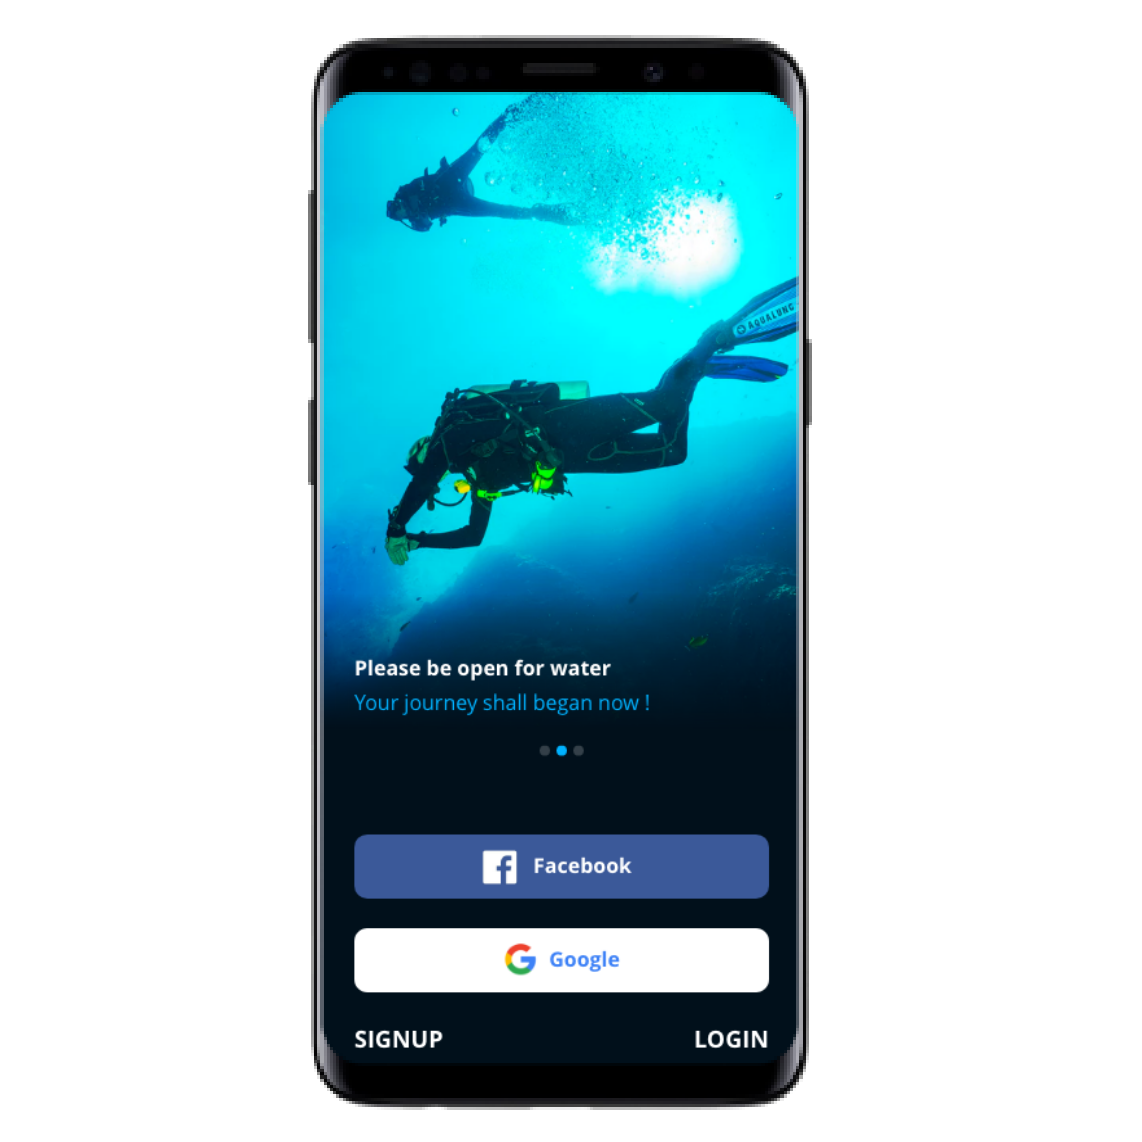 AQUALUNG
Please be open for water
Your journey shall began now !
Facebook
Google
SIGNUP
LOGIN